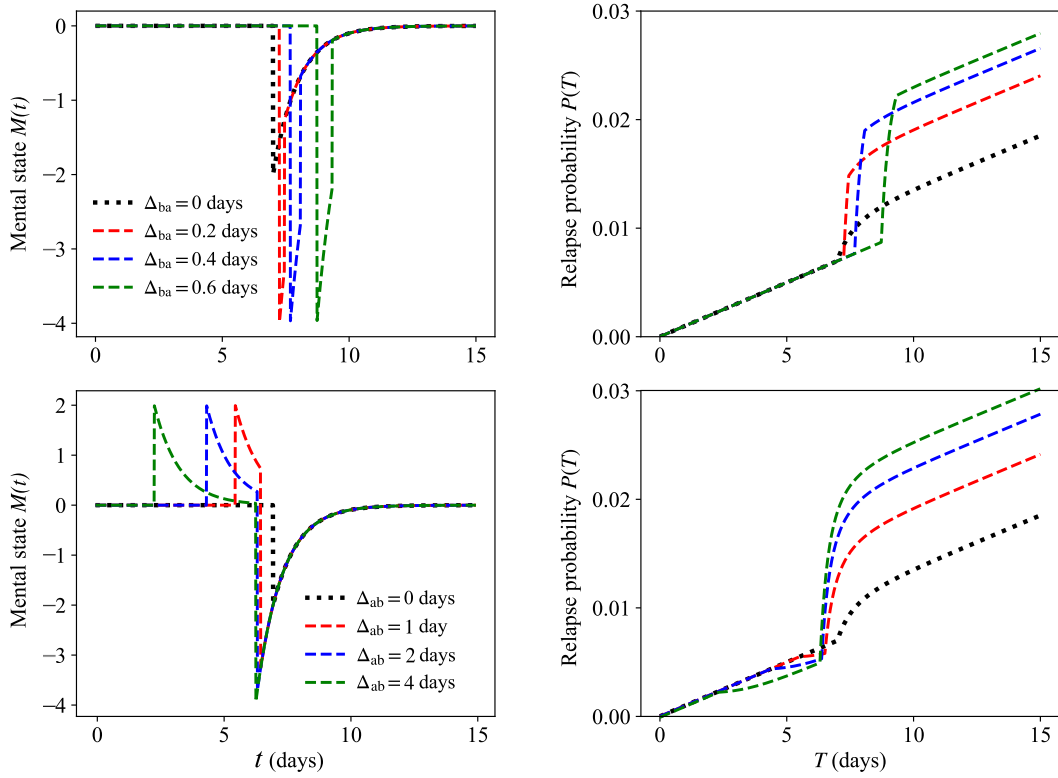 Mental state M(t)
0
−1
−2
−3
−4
Δba = 0 days
Δba = 0.2 days
Δba = 0.4 days
Δba = 0.6 days
0 5 10 15
Relapse probability P(T)
0.03
0.02
0.01
0.00
0 5 10 15
Mental state M(t)
2
1
0
−1
−2
−3
−4
Δab = 0 days
Δab = 1 day
Δab = 2 days
Δab = 4 days
0 5 10 15
t (days)
Relapse probability P(T)
0.03
0.02
0.01
0.00
0 5 10 15
T (days)